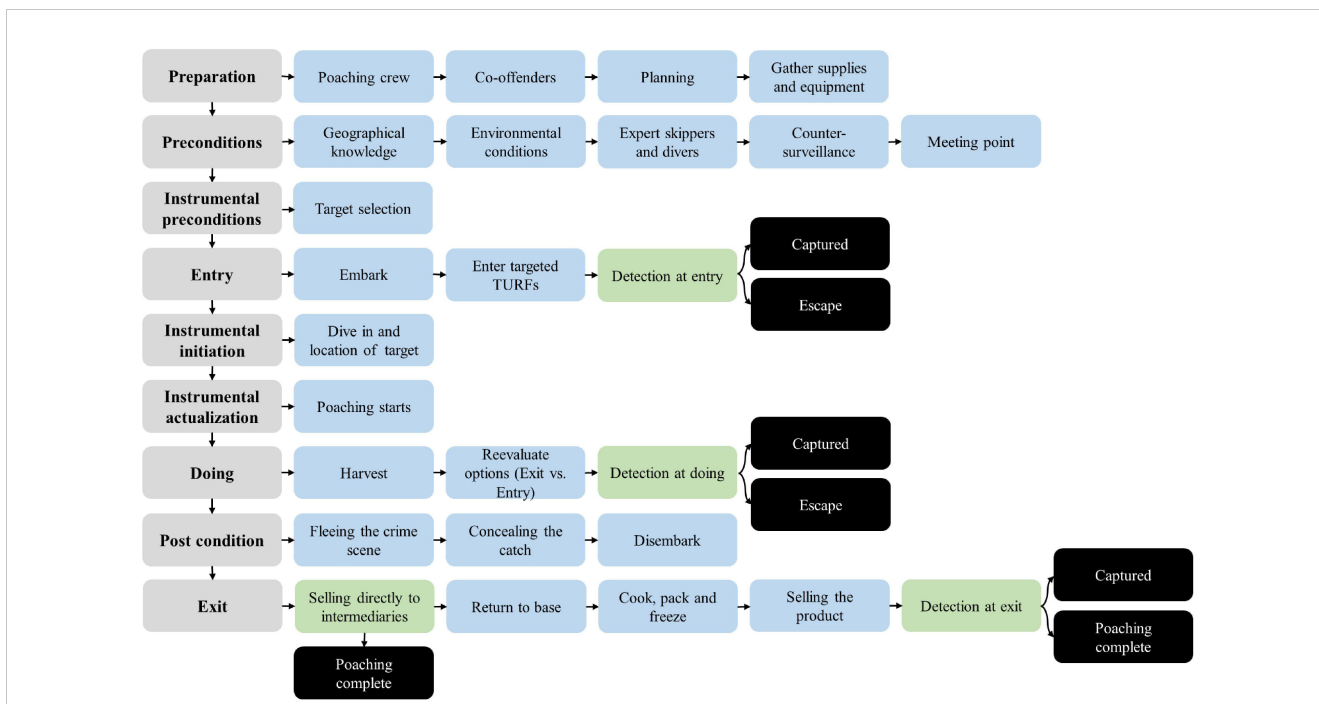 Preparation
Poaching crew
Co-offenders
Planning
Gather supplies
and equipment
Preconditions
Geographical
knowledge
Environmental
conditions
Expert skippers
and divers
Counter-
surveillance
Meeting point
Instrumental
preconditions
Target selection
Entry
Embark
Enter targeted
TURFs
Detection at entry
Captured
Escape
Instrumental
initiation
Dive in and
location of target
Instrumental
actualization
Poaching starts
Doing
Harvest
Reevaluate
options (Exit vs.
Entry)
Detection at doing
Captured
Escape
Post condition
Fleeing the crime
scene
Concealing the
catch
Disembark
Exit
Selling directly to
intermediaries
Return to base
Cook, pack and
freeze
Selling the
product
Detection at exit
Captured
Poaching
complete
Poaching
complete